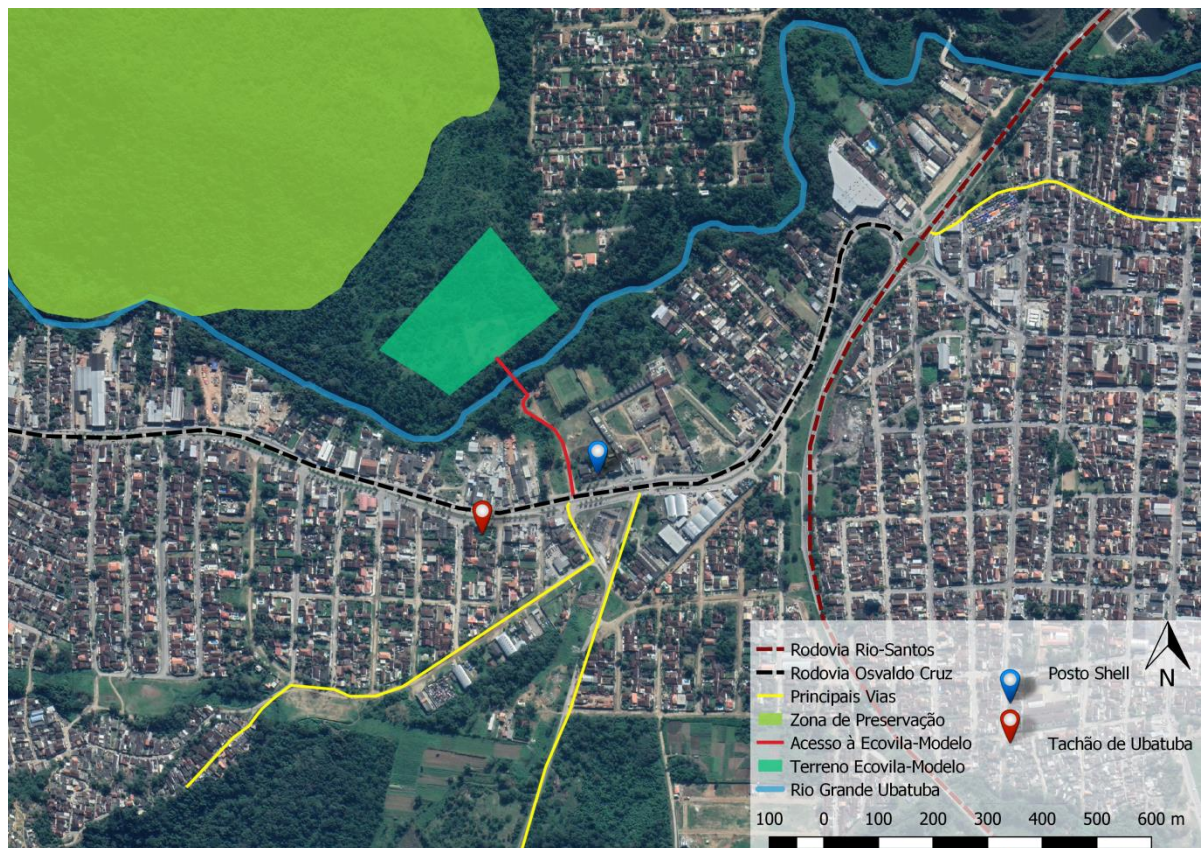 Rodovia Rio-Santos
Rodovia Osvaldo Cruz
Principais Vias
Zona de Preservação
Acesso à Ecovila-Modelo
Terreno Ecovila-Modelo
Rio Grande Ubatuba
Posto Shell
Tachão de Ubatuba
N
100 0 100 200 300 400 500 600 m